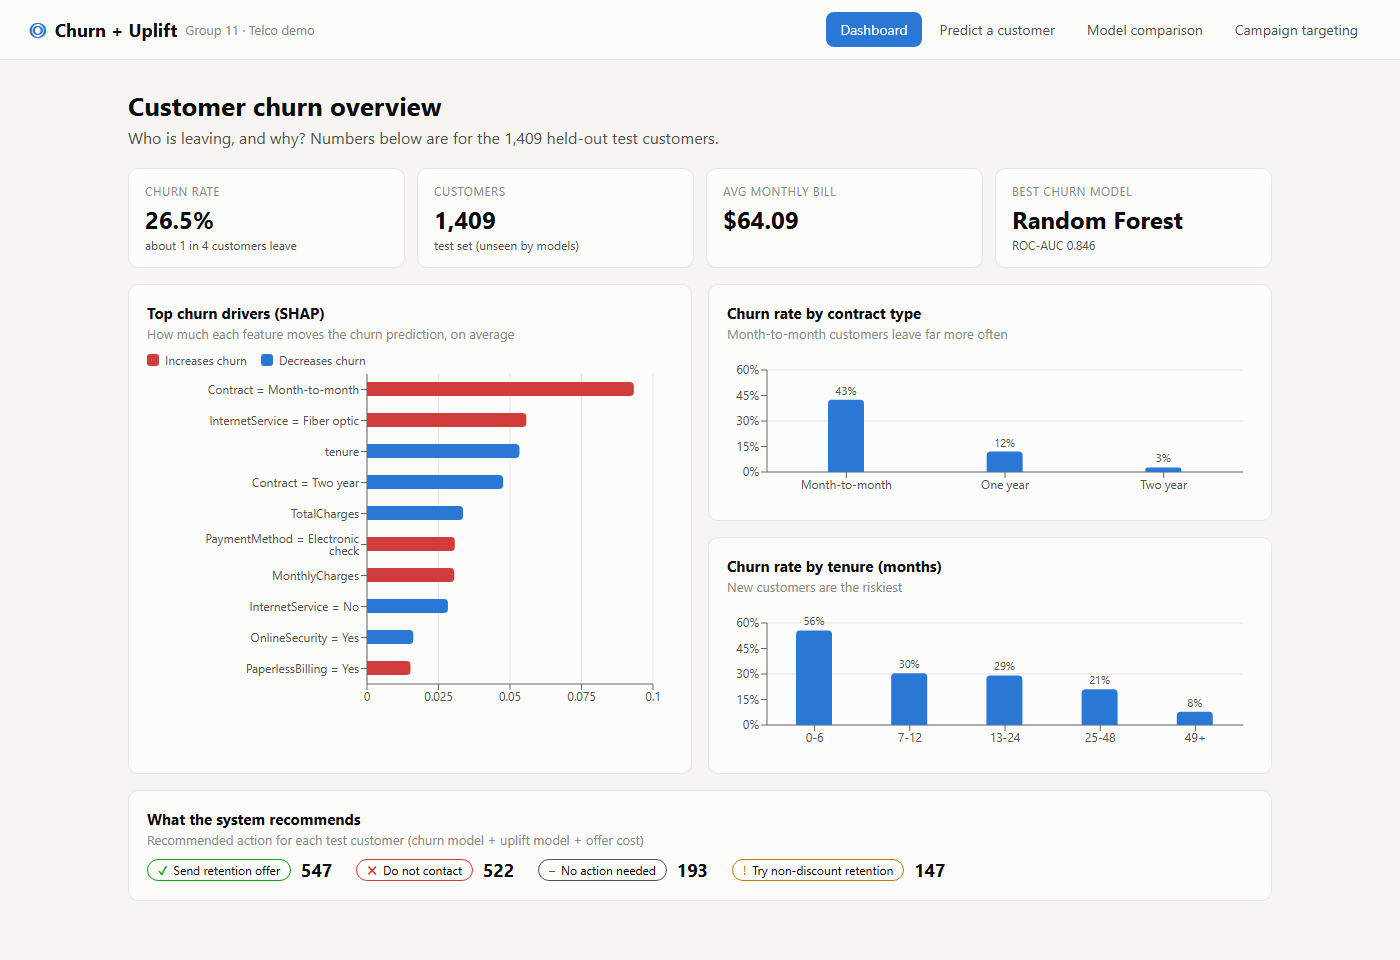 Churn + Uplift Group 11 · Telco demo
Dashboard
Predict a customer
Model comparison
Campaign targeting
Customer churn overview
Who is leaving, and why? Numbers below are for the 1,409 held-out test customers.
CHURN RATE
26.5%
about 1 in 4 customers leave
CUSTOMERS
1,409
test set (unseen by models)
AVG MONTHLY BILL
$64.09
BEST CHURN MODEL
Random Forest
ROC-AUC 0.846
Top churn drivers (SHAP)
How much each feature moves the churn prediction, on average
Increases churn
Decreases churn
Contract = Month-to-month
InternetService = Fiber optic
tenure
Contract = Two year
TotalCharges
PaymentMethod = Electronic
check
MonthlyCharges
InternetService = No
OnlineSecurity = Yes
PaperlessBilling = Yes
0 0.025 0.05 0.075 0.1
Churn rate by contract type
Month-to-month customers leave far more often
60%
45%
30%
15%
0%
43%
12%
3%
Month-to-month One year Two year
Churn rate by tenure (months)
New customers are the riskiest
60%
45%
30%
15%
0%
56%
30%
29%
21%
8%
0-6 7-12 13-24 25-48 49+
What the system recommends
Recommended action for each test customer (churn model + uplift model + offer cost)
✓ Send retention offer 547
✕ Do not contact 522
– No action needed 193
! Try non-discount retention 147